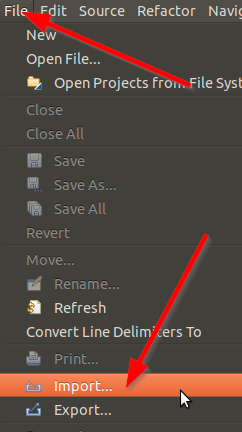 File Edit Source Refactor Navig
New
Open File...
Open Projects from File Syst
Close
Close All
Save
Save As...
Save All
Revert
Move...
Rename...
Refresh
Convert Line Delimiters To
Print...
Import...
Export...